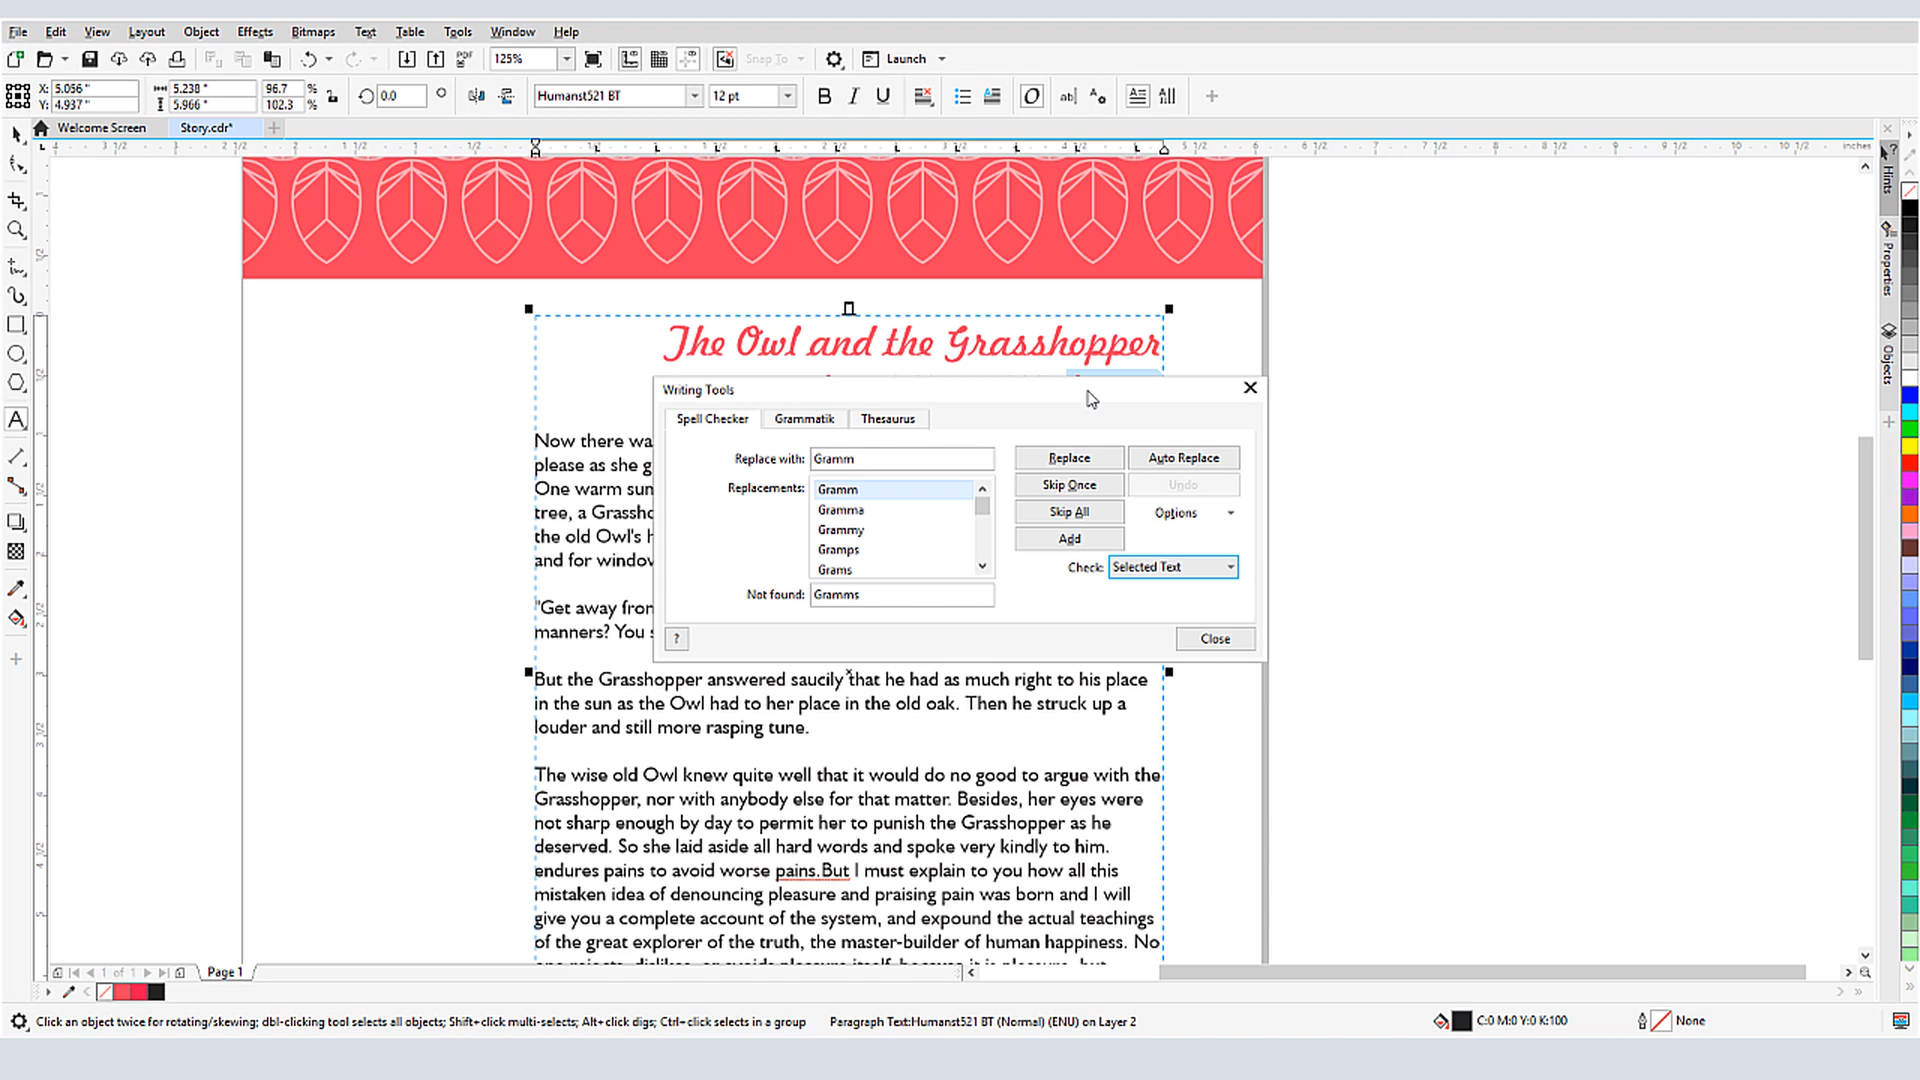 File Edit View Layout Object Effects Bitmaps Text Table Tools Window Help
PDF 125% Snap To Launch
X: 5.056 " 5.238 " 96.7 %
Y: 4.937 " 5.966 " 102.3 % 0.0 Humanst521 BT 12 pt B I U O ab|
Welcome Screen Story.cdr*
inches
Hints
Properties
Objects
The Owl and the Grasshopper
Writing Tools
Spell Checker Grammatik Thesaurus
Replace with: Gramm Replace Auto Replace
Replacements: Gramm Skip Once Undo
Gramma Skip All Options
Grammy Add
Gramps
Grams Check: Selected Text
Not found: Gramms
? Close
Now there wa
please as she g
One warm sun
tree, a Grassho
the old Owl's h
and for window
"Get away from
manners? You s
But the Grasshopper answered saucily that he had as much right to his place
in the sun as the Owl had to her place in the old oak. Then he struck up a
louder and still more rasping tune.
The wise old Owl knew quite well that it would do no good to argue with the
Grasshopper, nor with anybody else for that matter. Besides, her eyes were
not sharp enough by day to permit her to punish the Grasshopper as he
deserved. So she laid aside all hard words and spoke very kindly to him.
endures pains to avoid worse pains.But I must explain to you how all this
mistaken idea of denouncing pleasure and praising pain was born and I will
give you a complete account of the system, and expound the actual teachings
of the great explorer of the truth, the master-builder of human happiness. No
1 of 1 Page 1
Click an object twice for rotating/skewing; dbl-clicking tool selects all objects; Shift+click multi-selects; Alt+click digs; Ctrl+click selects in a group Paragraph Text:Humanst521 BT (Normal) (ENU) on Layer 2 C:0 M:0 Y:0 K:100 None